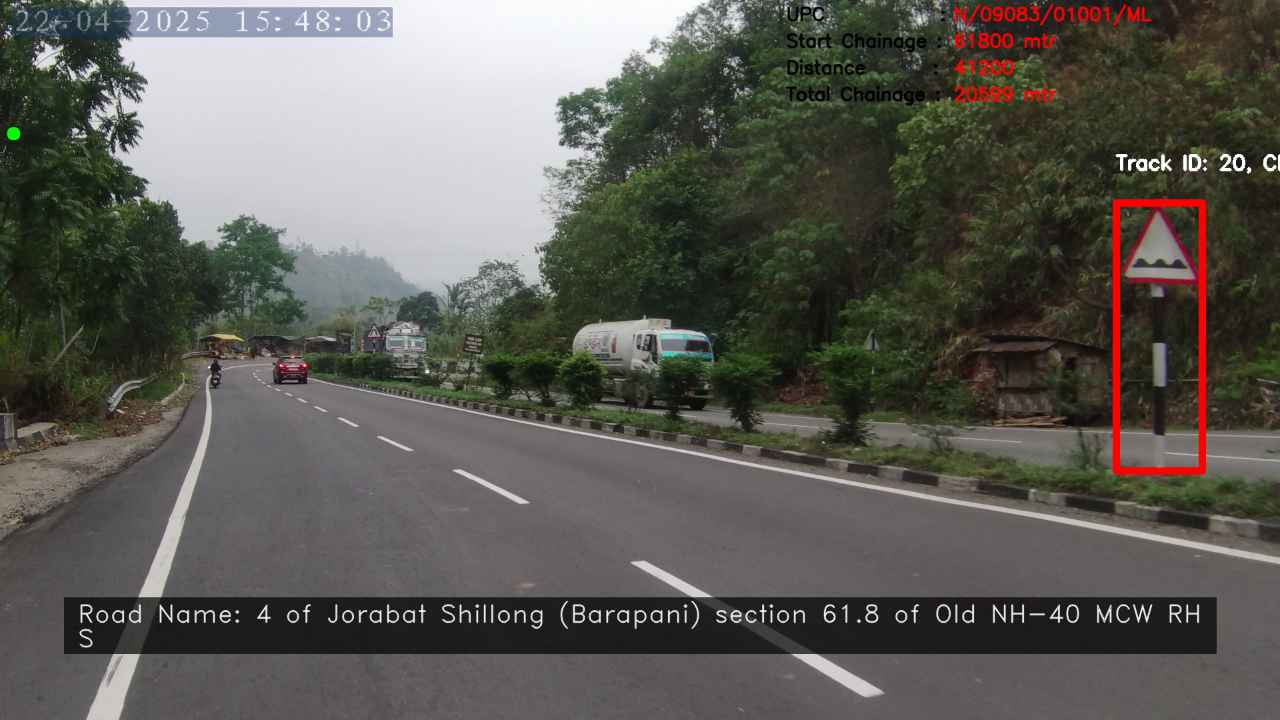 22-04-2025 15:48:03
UPC : N/09083/01001/ML
Start Chainage : 61800 mtr
Distance : 41200
Total Chainage : 20599 mtr
Track ID: 20, Cl
Road Name: 4 of Jorabat Shillong (Barapani) section 61.8 of Old NH-40 MCW RH
S